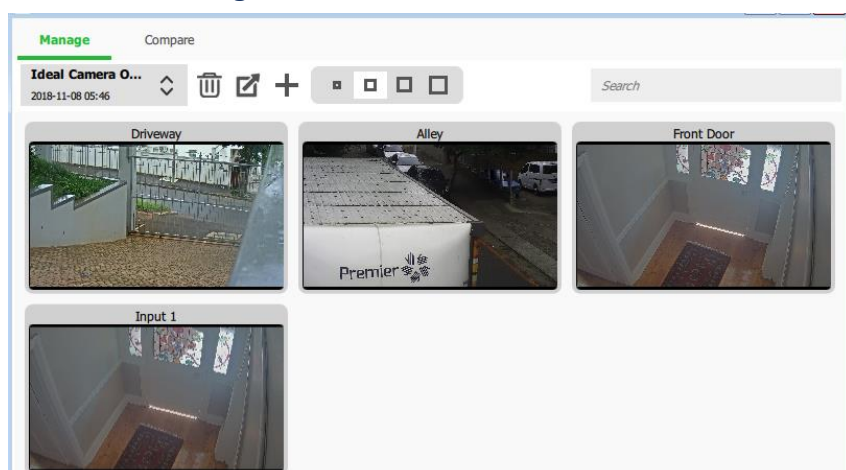 Manage Compare
Ideal Camera O...
2018-11-08 05:46
Search
Driveway Alley Front Door
Premier
Input 1